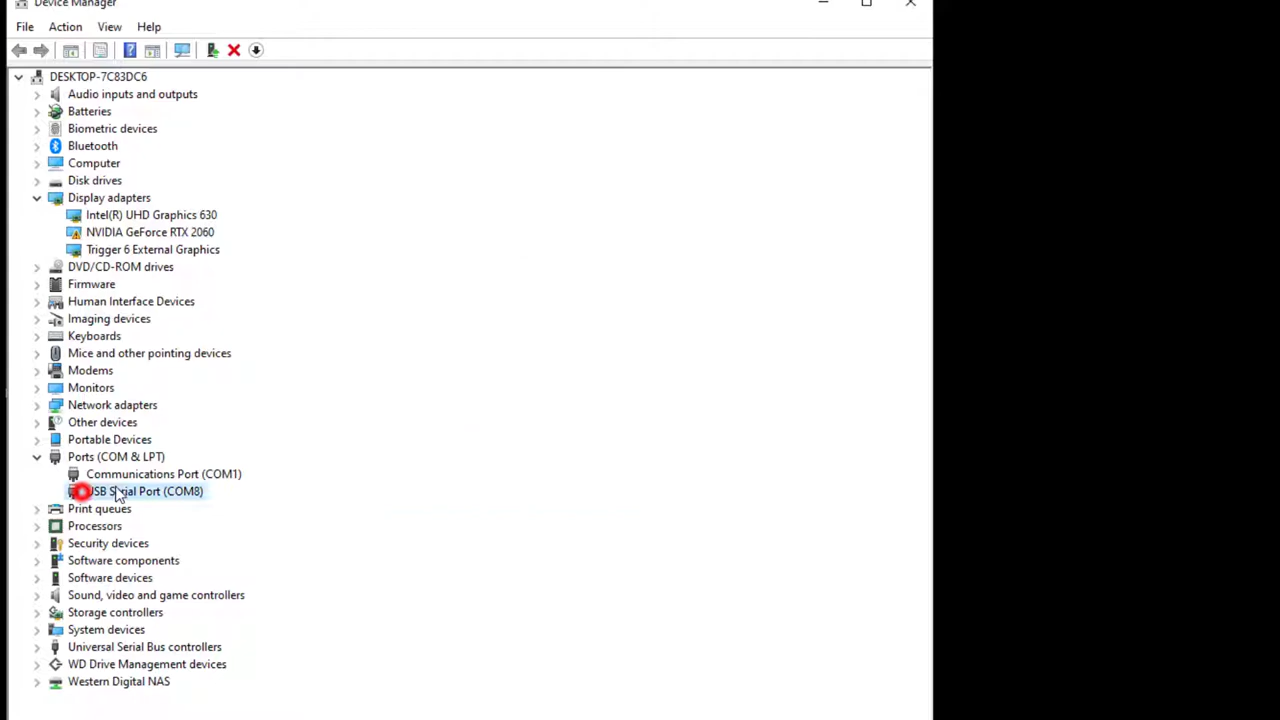 Device Manager
File Action View Help
DESKTOP-7C83DC6
Audio inputs and outputs
Batteries
Biometric devices
Bluetooth
Computer
Disk drives
Display adapters
Intel(R) UHD Graphics 630
NVIDIA GeForce RTX 2060
Trigger 6 External Graphics
DVD/CD-ROM drives
Firmware
Human Interface Devices
Imaging devices
Keyboards
Mice and other pointing devices
Modems
Monitors
Network adapters
Other devices
Portable Devices
Ports (COM & LPT)
Communications Port (COM1)
USB Serial Port (COM8)
Print queues
Processors
Security devices
Software components
Software devices
Sound, video and game controllers
Storage controllers
System devices
Universal Serial Bus controllers
WD Drive Management devices
Western Digital NAS